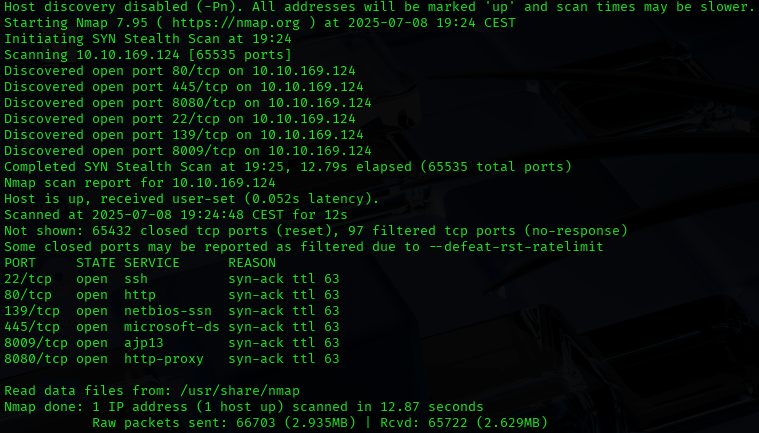 Host discovery disabled (-Pn). All addresses will be marked 'up' and scan times may be slower.
Starting Nmap 7.95 ( https://nmap.org ) at 2025-07-08 19:24 CEST
Initiating SYN Stealth Scan at 19:24
Scanning 10.10.169.124 [65535 ports]
Discovered open port 80/tcp on 10.10.169.124
Discovered open port 445/tcp on 10.10.169.124
Discovered open port 8080/tcp on 10.10.169.124
Discovered open port 22/tcp on 10.10.169.124
Discovered open port 139/tcp on 10.10.169.124
Discovered open port 8009/tcp on 10.10.169.124
Completed SYN Stealth Scan at 19:25, 12.79s elapsed (65535 total ports)
Nmap scan report for 10.10.169.124
Host is up, received user-set (0.052s latency).
Scanned at 2025-07-08 19:24:48 CEST for 12s
Not shown: 65432 closed tcp ports (reset), 97 filtered tcp ports (no-response)
Some closed ports may be reported as filtered due to --defeat-rst-ratelimit
PORT     STATE SERVICE      REASON
22/tcp   open  ssh          syn-ack ttl 63
80/tcp   open  http         syn-ack ttl 63
139/tcp  open  netbios-ssn  syn-ack ttl 63
445/tcp  open  microsoft-ds syn-ack ttl 63
8009/tcp open  ajp13        syn-ack ttl 63
8080/tcp open  http-proxy   syn-ack ttl 63

Read data files from: /usr/share/nmap
Nmap done: 1 IP address (1 host up) scanned in 12.87 seconds
           Raw packets sent: 66703 (2.935MB) | Rcvd: 65722 (2.629MB)